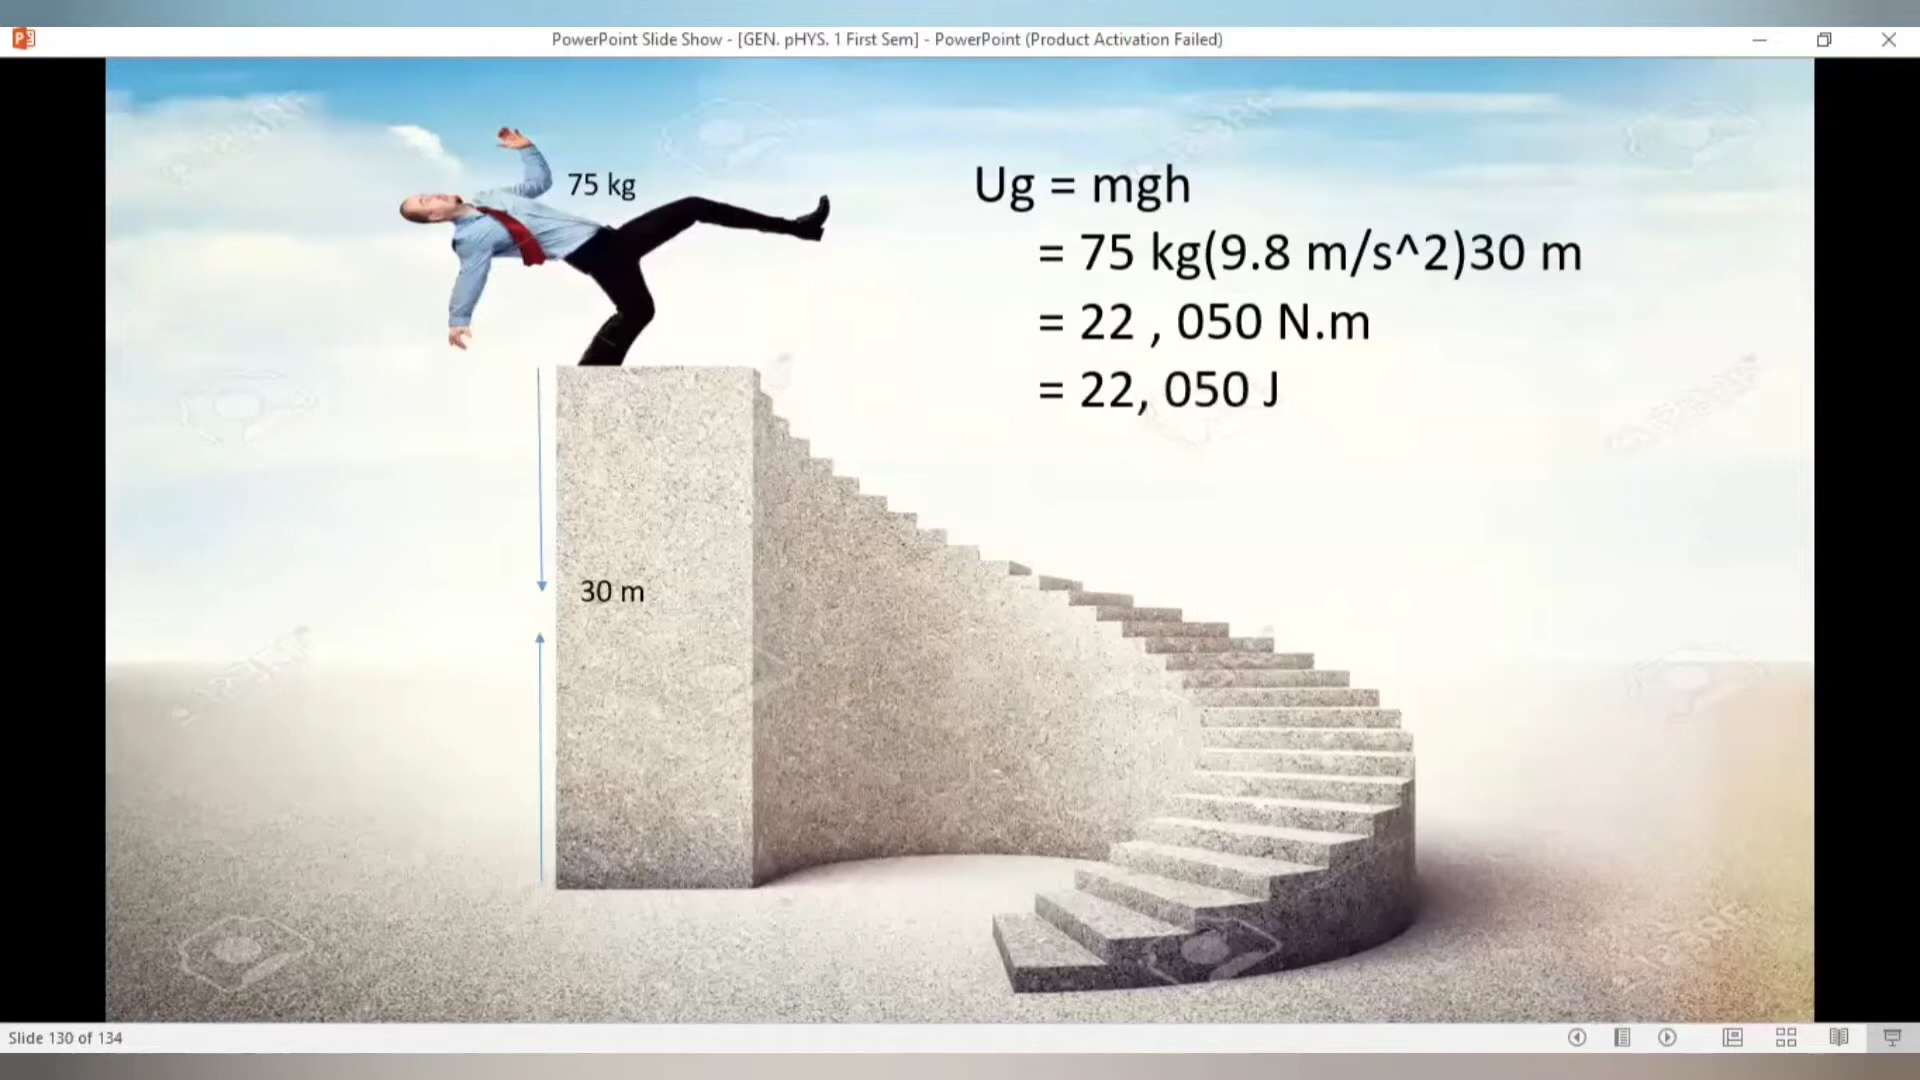 PowerPoint Slide Show - [GEN. pHYS. 1 First Sem] - PowerPoint (Product Activation Failed)
75 kg
Ug = mgh
= 75 kg(9.8 m/s^2)30 m
= 22 , 050 N.m
= 22, 050 J
30 m
Slide 130 of 134